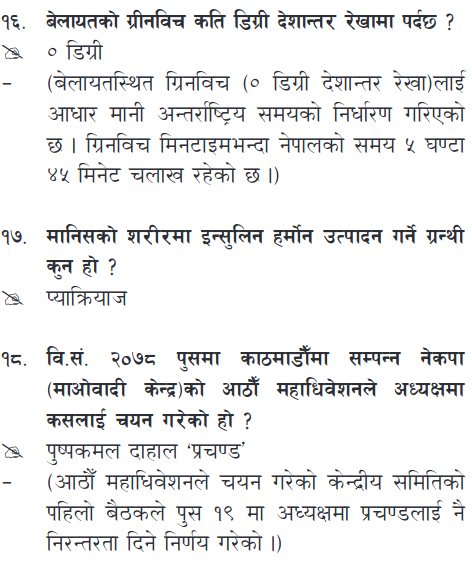 १६. बेलायतको ग्रीनविच कति डिग्री देशान्तर रेखामा पर्दछ ?
० डिग्री
– (बेलायतस्थित ग्रिनविच (० डिग्री देशान्तर रेखा)लाई
आधार मानी अन्तर्राष्ट्रिय समयको निर्धारण गरिएको
छ । ग्रिनविच मिनटाइमभन्दा नेपालको समय ५ घण्टा
४५ मिनेट चलाख रहेको छ ।)
१७. मानिसको शरीरमा इन्सुलिन हर्मोन उत्पादन गर्ने ग्रन्थी
कुन हो ?
प्याक्रियाज
१८. वि.सं. २०७८ पुसमा काठमाडौँमा सम्पन्न नेकपा
(माओवादी केन्द्र)को आठौँ महाधिवेशनले अध्यक्षमा
कसलाई चयन गरेको हो ?
पुष्पकमल दाहाल ‘प्रचण्ड’
– (आठौँ महाधिवेशनले चयन गरेको केन्द्रीय समितिको
पहिलो बैठकले पुस १९ मा अध्यक्षमा प्रचण्डलाई नै
निरन्तरता दिने निर्णय गरेको ।)